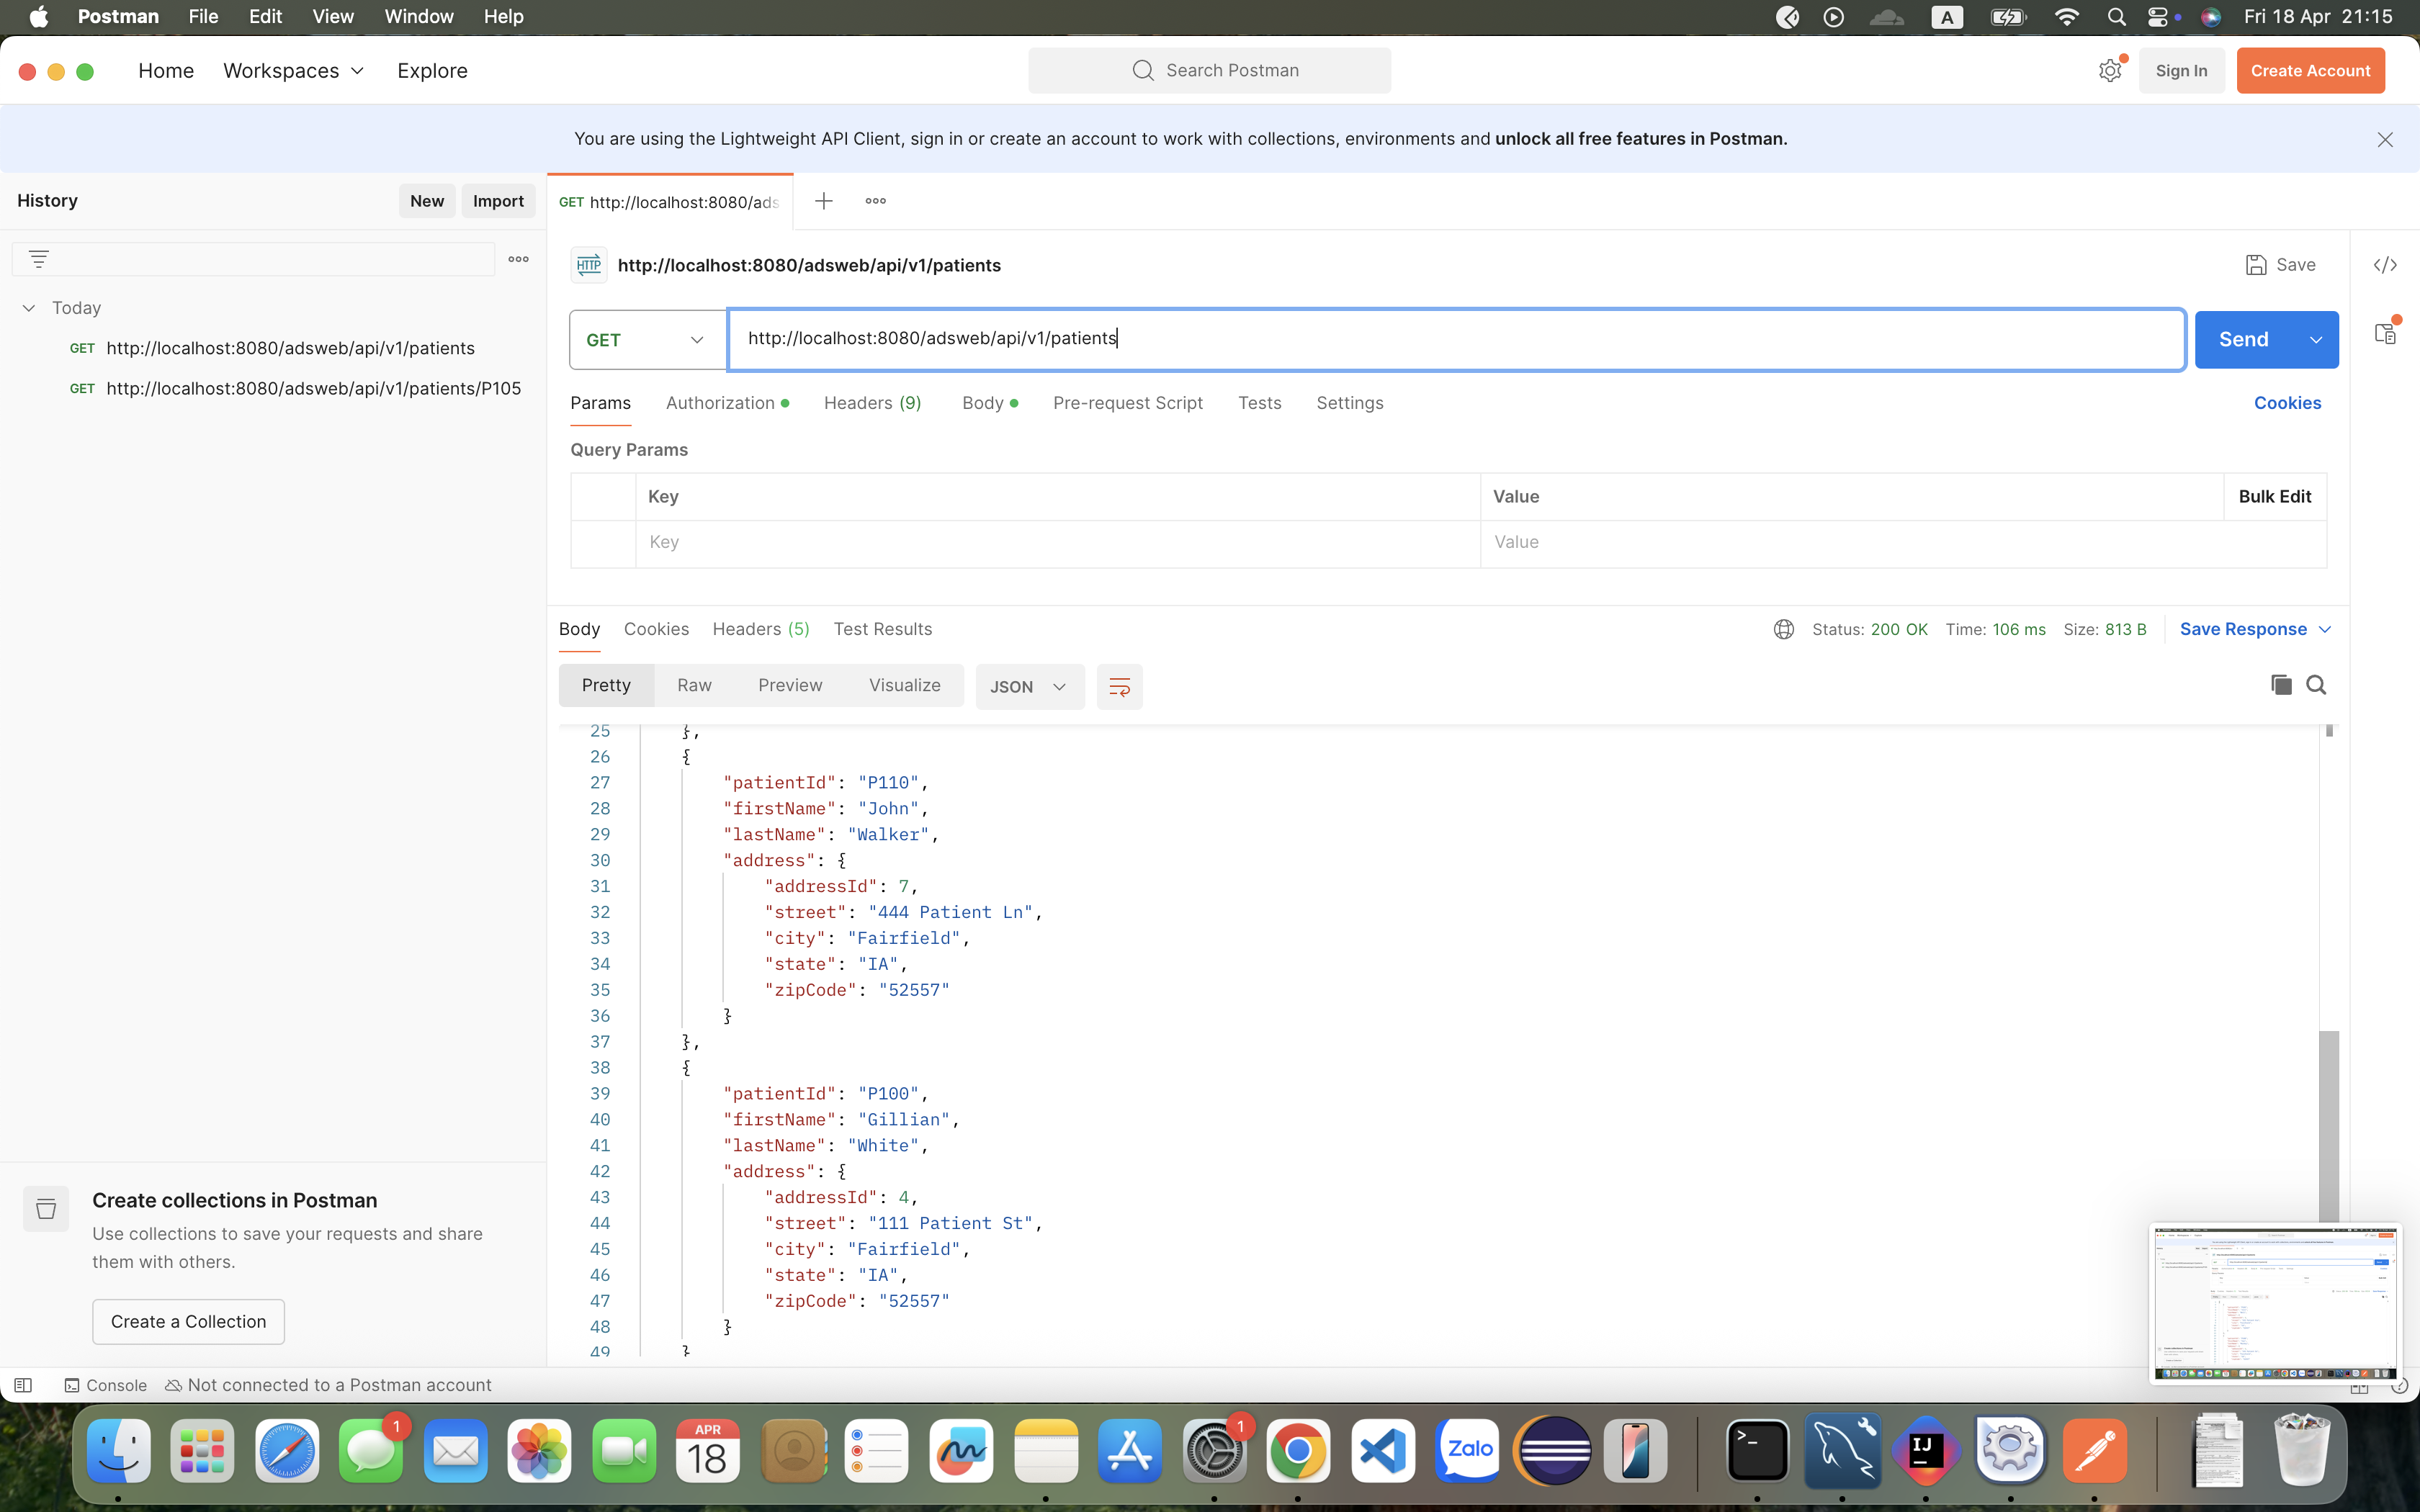 Postman File Edit View Window Help
A Fri 18 Apr 21:15
Home Workspaces Explore
Search Postman
Sign In Create Account
You are using the Lightweight API Client, sign in or create an account to work with collections, environments and unlock all free features in Postman.
History New Import
GET http://localhost:8080/ads
HTTP http://localhost:8080/adsweb/api/v1/patients
Save
Today
GET http://localhost:8080/adsweb/api/v1/patients
GET http://localhost:8080/adsweb/api/v1/patients/P105
GET http://localhost:8080/adsweb/api/v1/patients Send
Params Authorization Headers (9) Body Pre-request Script Tests Settings Cookies
Query Params
Key Value Bulk Edit
Key Value
Body Cookies Headers (5) Test Results Status: 200 OK Time: 106 ms Size: 813 B Save Response
Pretty Raw Preview Visualize JSON
25 },
26 {
27 "patientId": "P110",
28 "firstName": "John",
29 "lastName": "Walker",
30 "address": {
31 "addressId": 7,
32 "street": "444 Patient Ln",
33 "city": "Fairfield",
34 "state": "IA",
35 "zipCode": "52557"
36 }
37 },
38 {
39 "patientId": "P100",
40 "firstName": "Gillian",
41 "lastName": "White",
42 "address": {
43 "addressId": 4,
44 "street": "111 Patient St",
45 "city": "Fairfield",
46 "state": "IA",
47 "zipCode": "52557"
48 }
49 }
Create collections in Postman
Use collections to save your requests and share
them with others.
Create a Collection
Console Not connected to a Postman account
1
APR
18
1
Zalo
>_
IJ